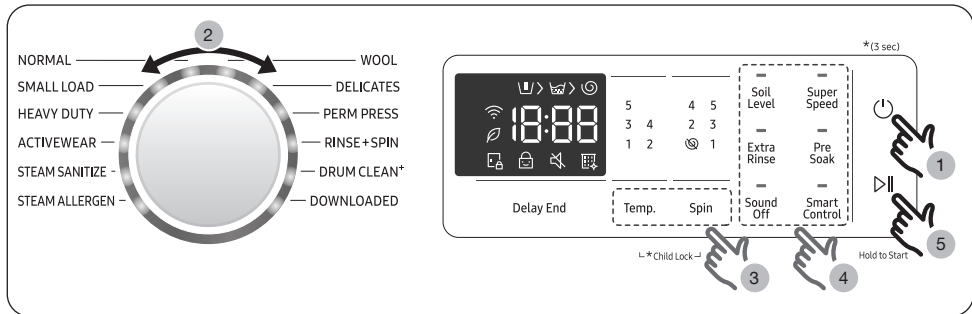 2
NORMAL
SMALL LOAD
HEAVY DUTY
ACTIVEWEAR
STEAM SANITIZE
STEAM ALLERGEN
WOOL
DELICATES
PERM PRESS
RINSE+SPIN
DRUM CLEAN+
DOWNLOADED
18:88
Delay End
5
3 4
1 2
Temp.
4 5
2 3
1
Spin
*Child Lock
3
*(3 sec)
Soil
Level
Super
Speed
Extra
Rinse
Pre
Soak
Sound
Off
Smart
Control
4
1
5
Hold to Start